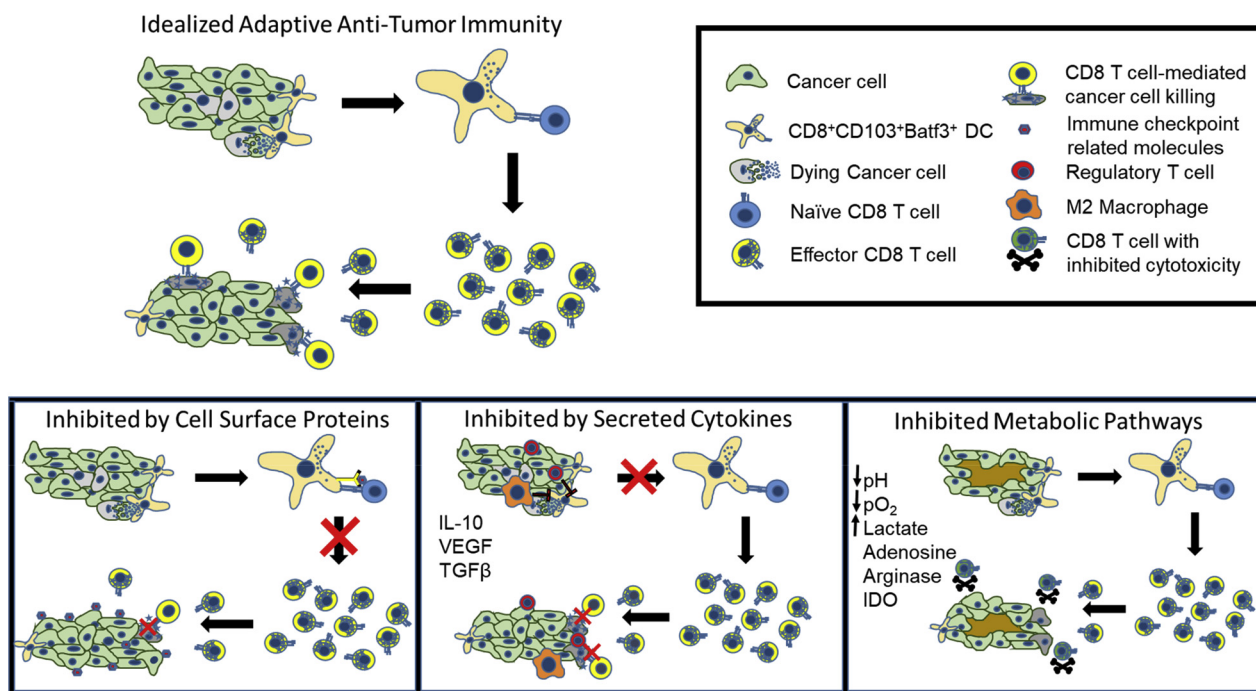 Idealized Adaptive Anti-Tumor Immunity
Cancer cell
CD8⁺CD103⁺Batf3⁺ DC
Dying Cancer cell
Naïve CD8 T cell
Effector CD8 T cell
CD8 T cell-mediated
cancer cell killing
Immune checkpoint
related molecules
Regulatory T cell
M2 Macrophage
CD8 T cell with
inhibited cytotoxicity
Inhibited by Cell Surface Proteins
Inhibited by Secreted Cytokines
IL-10
VEGF
TGFβ
Inhibited Metabolic Pathways
pH
pO₂
Lactate
Adenosine
Arginase
IDO